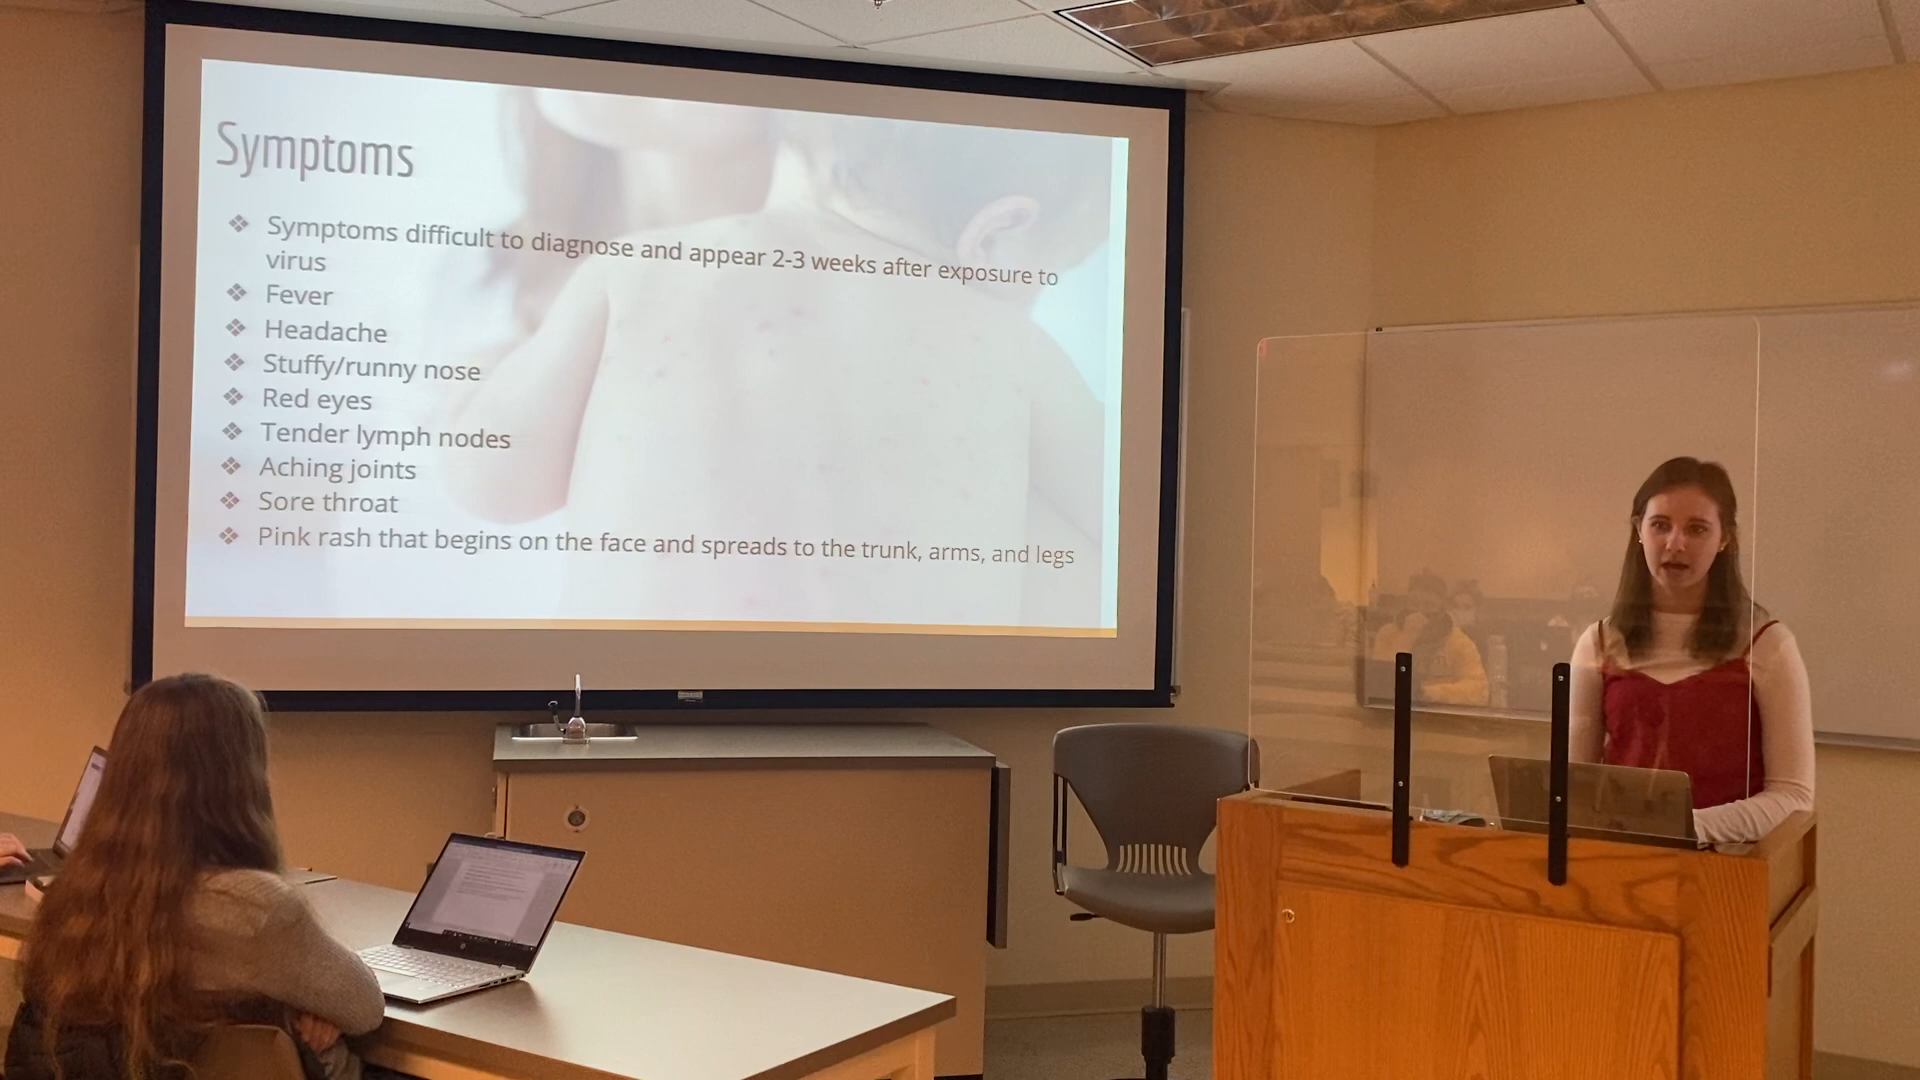 Symptoms
Symptoms difficult to diagnose and appear 2-3 weeks after exposure to
virus
Fever
Headache
Stuffy/runny nose
Red eyes
Tender lymph nodes
Aching joints
Sore throat
Pink rash that begins on the face and spreads to the trunk, arms, and legs